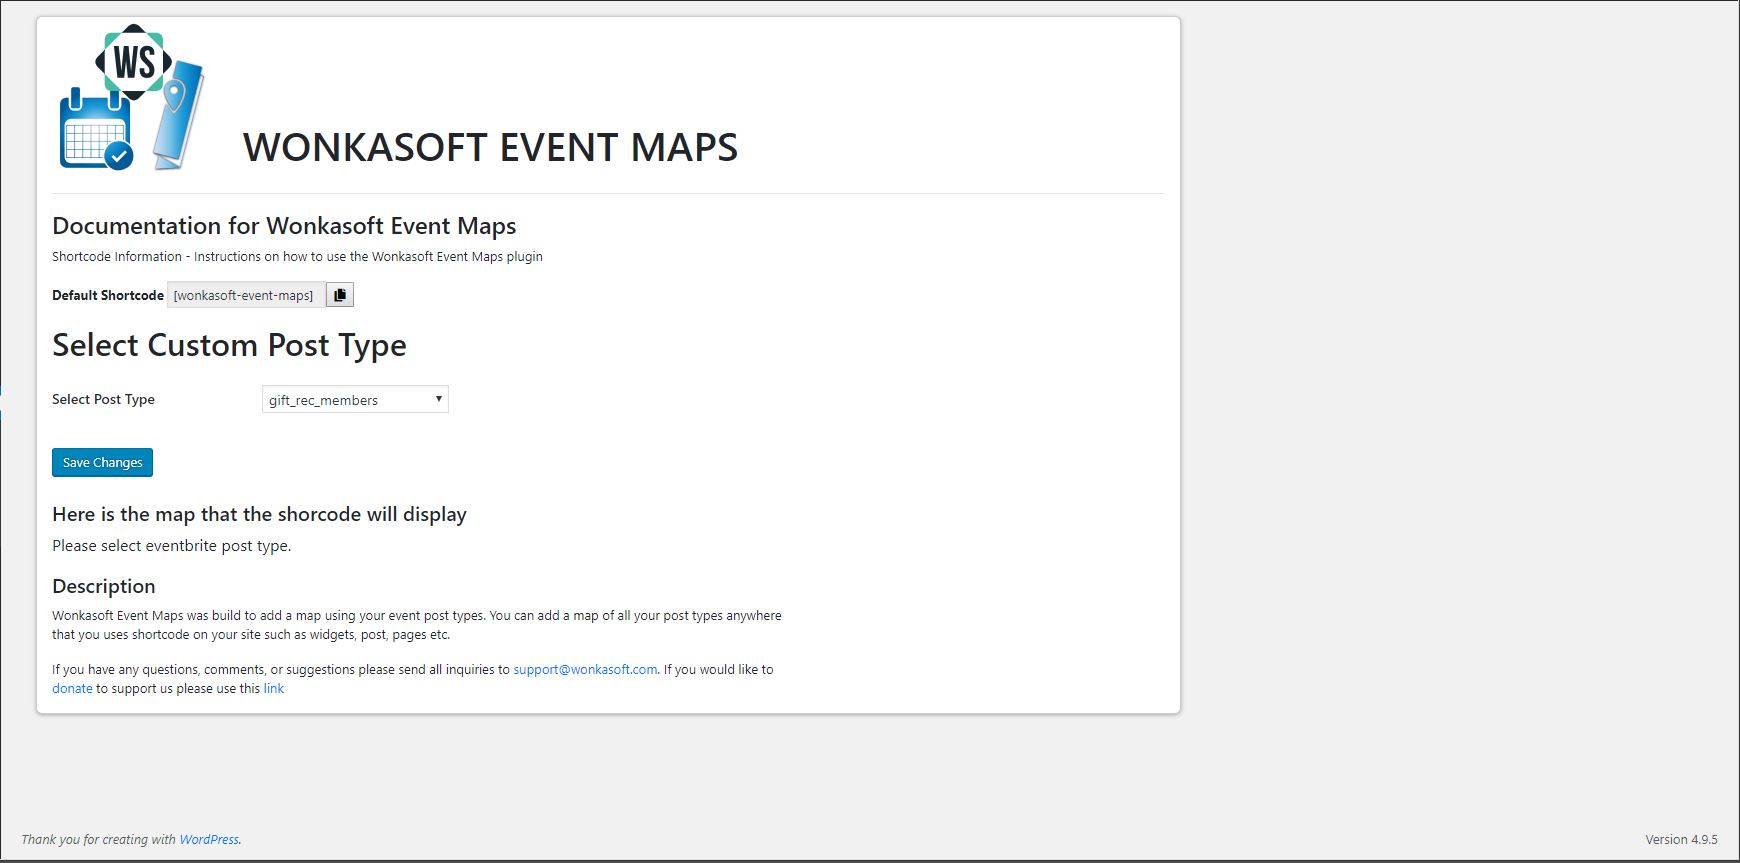 WS
WONKASOFT EVENT MAPS
Documentation for Wonkasoft Event Maps
Shortcode Information - Instructions on how to use the Wonkasoft Event Maps plugin
Default Shortcode [wonkasoft-event-maps]
Select Custom Post Type
Select Post Type gift_rec_members
Save Changes
Here is the map that the shorcode will display
Please select eventbrite post type.
Description
Wonkasoft Event Maps was build to add a map using your event post types. You can add a map of all your post types anywhere
that you uses shortcode on your site such as widgets, post, pages etc.
If you have any questions, comments, or suggestions please send all inquiries to support@wonkasoft.com. If you would like to
donate to support us please use this link
Thank you for creating with WordPress. Version 4.9.5